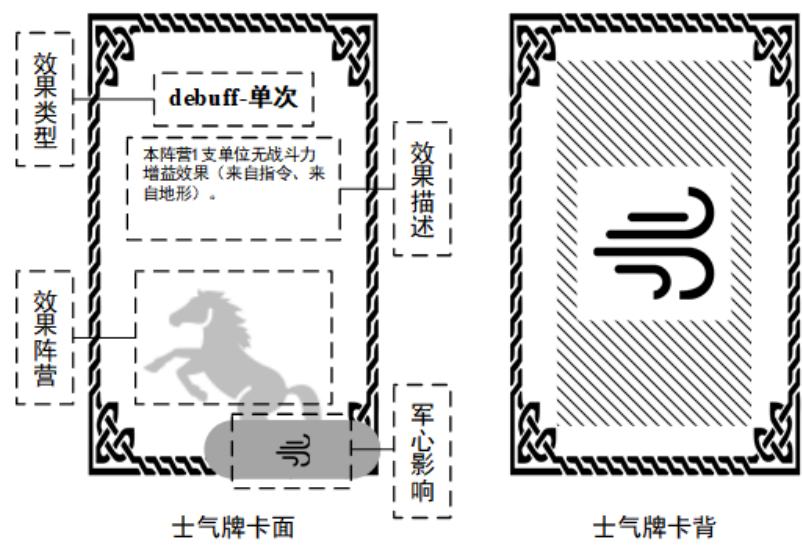 效果类型
debuff-单次
本阵营1支单位无战斗力
增益效果（来自指令、来
自地形）。
效果描述
效果阵营
军心影响
士气牌卡面
士气牌卡背